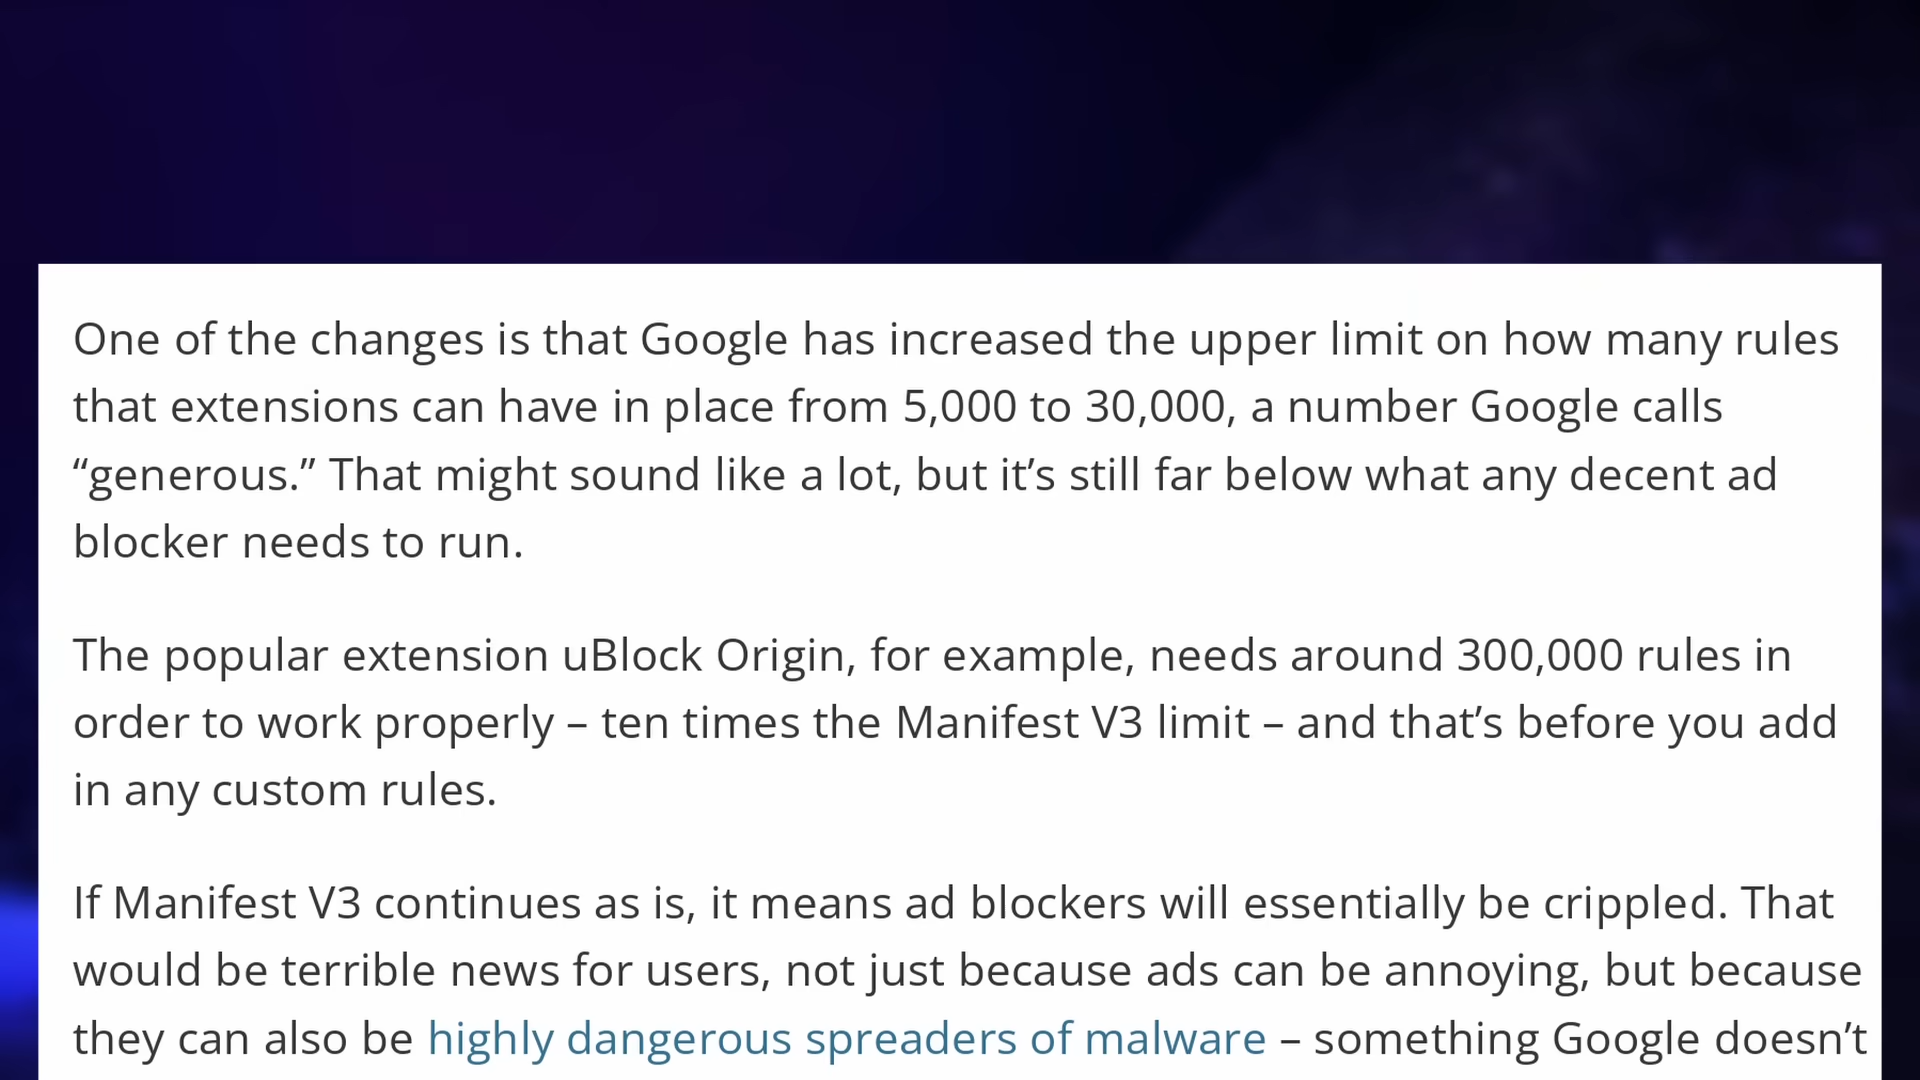 One of the changes is that Google has increased the upper limit on how many rules
that extensions can have in place from 5,000 to 30,000, a number Google calls
“generous.” That might sound like a lot, but it’s still far below what any decent ad
blocker needs to run.
The popular extension uBlock Origin, for example, needs around 300,000 rules in
order to work properly – ten times the Manifest V3 limit – and that’s before you add
in any custom rules.
If Manifest V3 continues as is, it means ad blockers will essentially be crippled. That
would be terrible news for users, not just because ads can be annoying, but because
they can also be highly dangerous spreaders of malware – something Google doesn’t